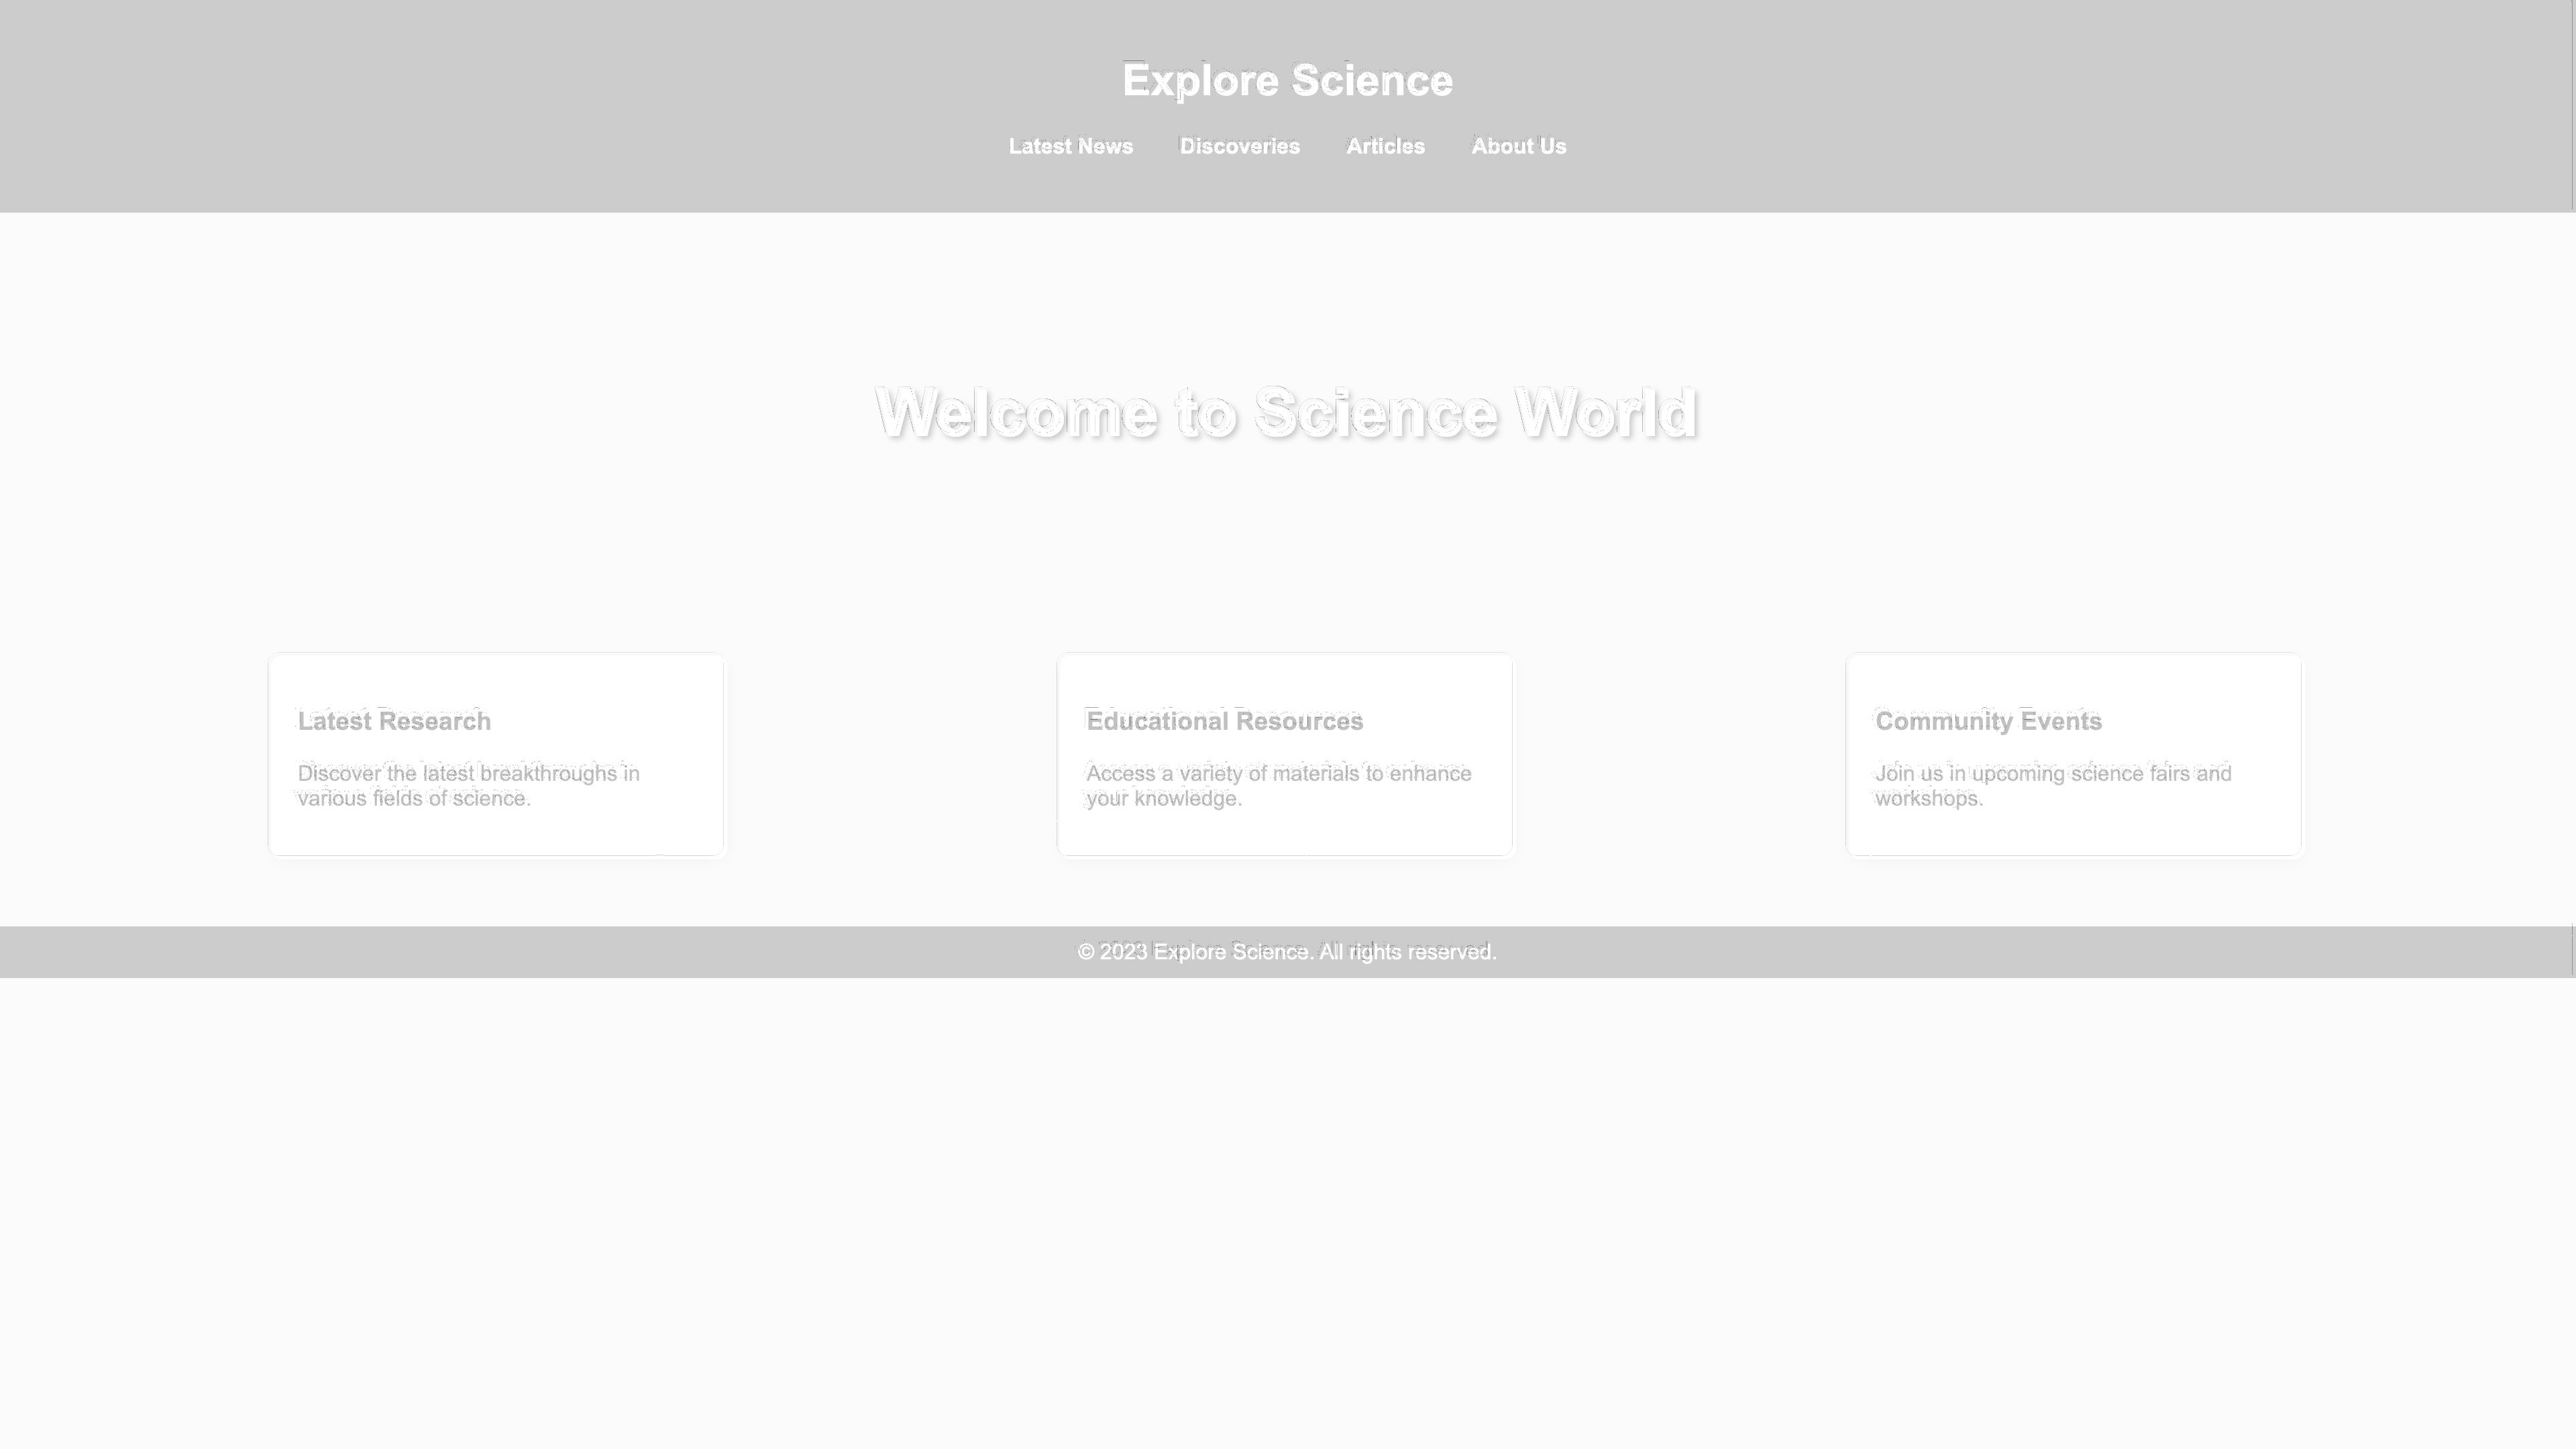 Explore Science
Latest News Discoveries Articles About Us
Welcome to Science World
Latest Research
Discover the latest breakthroughs in
various fields of science.
Educational Resources
Access a variety of materials to enhance
your knowledge.
Community Events
Join us in upcoming science fairs and
workshops.
© 2023 Explore Science. All rights reserved.